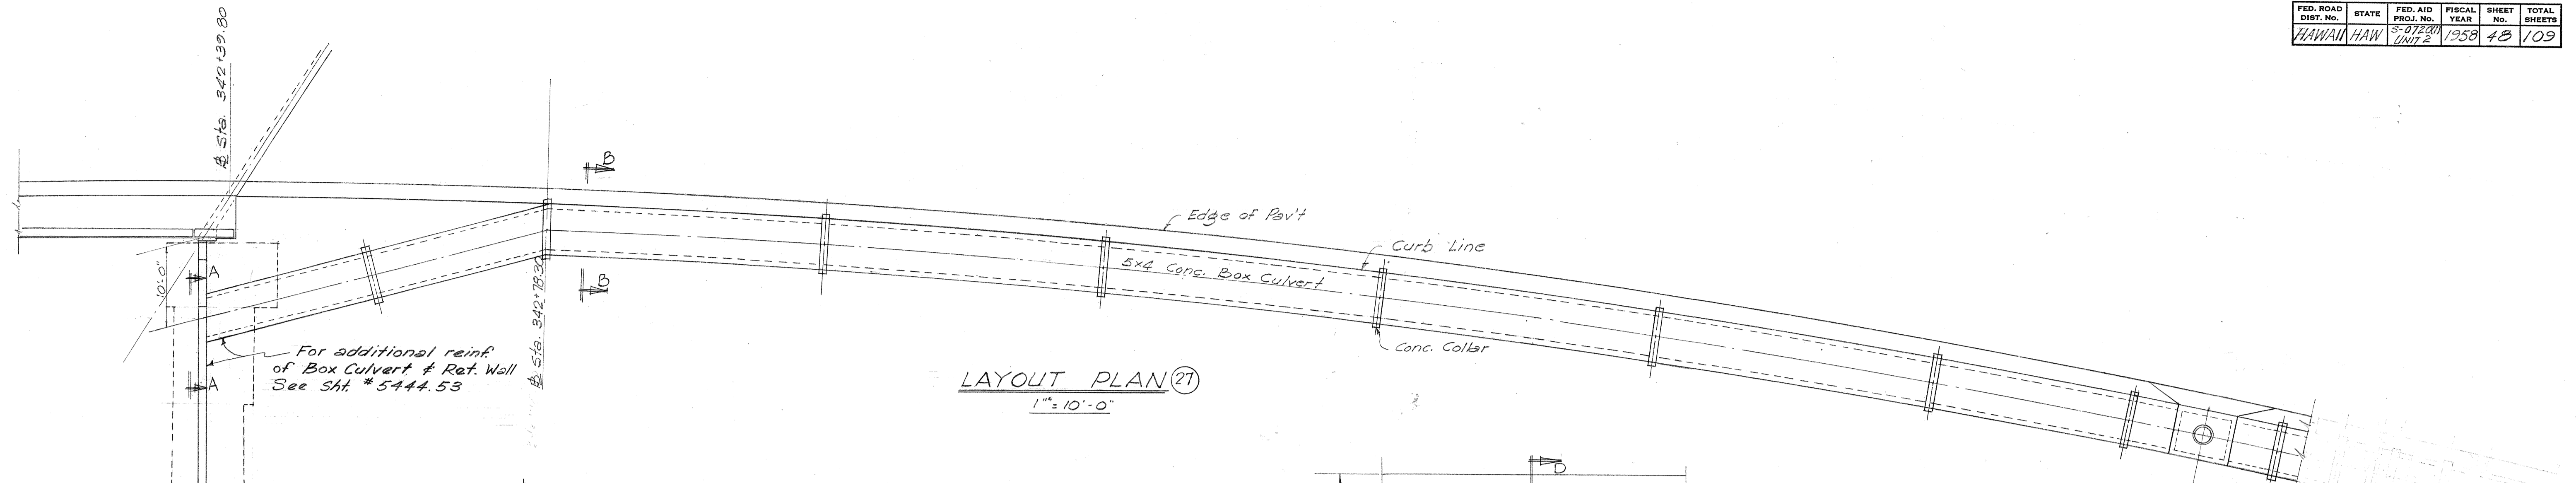 FED. ROAD DIST. No. STATE FED. AID PROJ. No. FISCAL YEAR SHEET No. TOTAL SHEETS
HAWAII HAW S-0720(1) UNIT 2 1958 48 109
℄ Sta. 342+39.80
B
Edge of Pav't
Curb Line
A
10'-0"
5x4 Conc. Box Culvert
B
℄ Sta. 342+78.30
For additional reinf.
of Box Culvert & Ret. Wall
See Sht. #5444.53
A
Conc. Collar
LAYOUT PLAN 27
1"=10'-0"
D